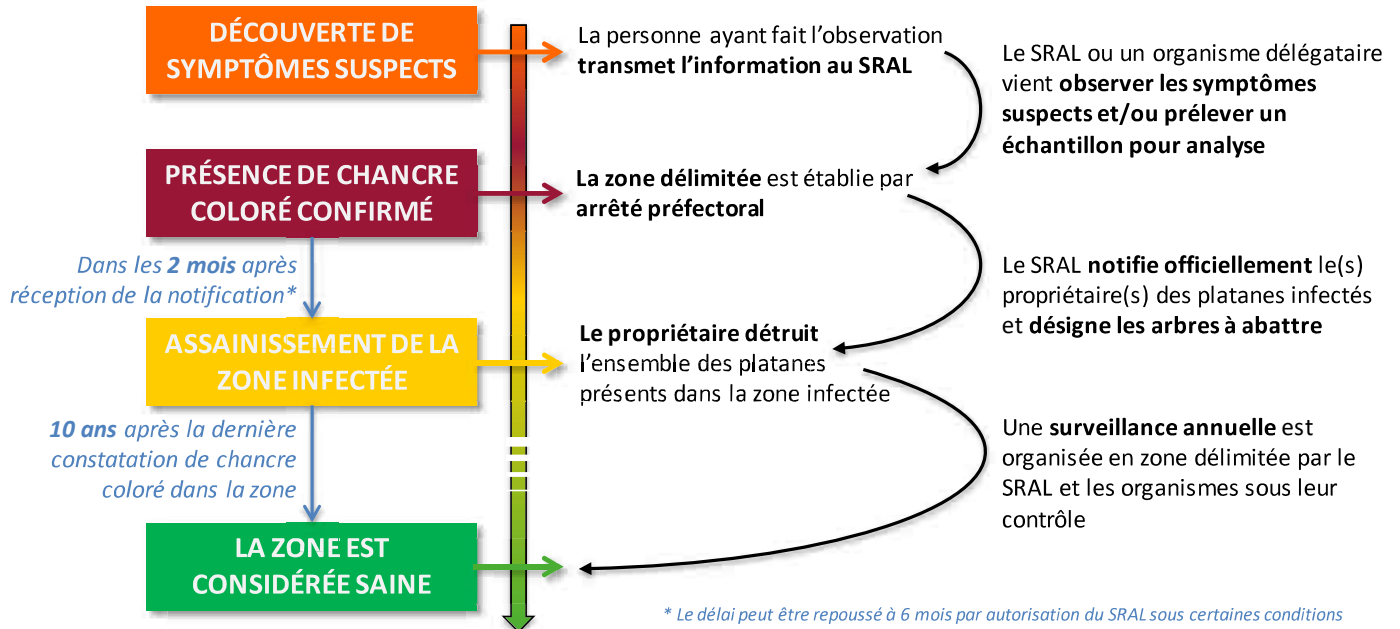 DÉCOUVERTE DE
SYMPTÔMES SUSPECTS
La personne ayant fait l'observation
transmet l'information au SRAL
Le SRAL ou un organisme délégataire
vient observer les symptômes
suspects et/ou prélever un
échantillon pour analyse
PRÉSENCE DE CHANCRE
COLORÉ CONFIRMÉ
La zone délimitée est établie par
arrêté préfectoral
Dans les 2 mois après
réception de la notification*
Le SRAL notifie officiellement le(s)
propriétaire(s) des platanes infectés
et désigne les arbres à abattre
ASSAINISSEMENT DE LA
ZONE INFECTÉE
Le propriétaire détruit
l'ensemble des platanes
présents dans la zone infectée
10 ans après la dernière
constatation de chancre
coloré dans la zone
Une surveillance annuelle est
organisée en zone délimitée par le
SRAL et les organismes sous leur
contrôle
LA ZONE EST
CONSIDÉRÉE SAINE
* Le délai peut être repoussé à 6 mois par autorisation du SRAL sous certaines conditions